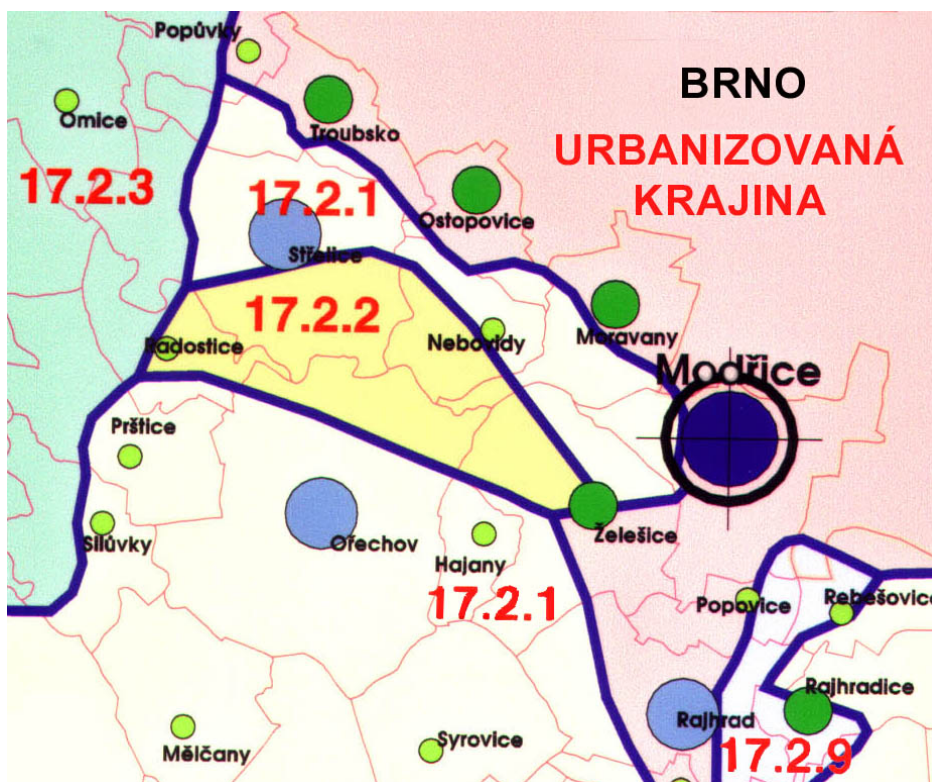 Popůvky
BRNO
Omice
Troubsko
URBANIZOVANÁ
KRAJINA
17.2.3
17.2.1
Ostopovice
Střelice
17.2.2
Radostice
Nebovidy
Moravany
Modřice
Prštice
Silůvky
Ořechov
Hajany
Želešice
17.2.1
Popovice
Rebešovice
Rajhradice
Rajhrad
Mělčany
Syrovice
17.2.9